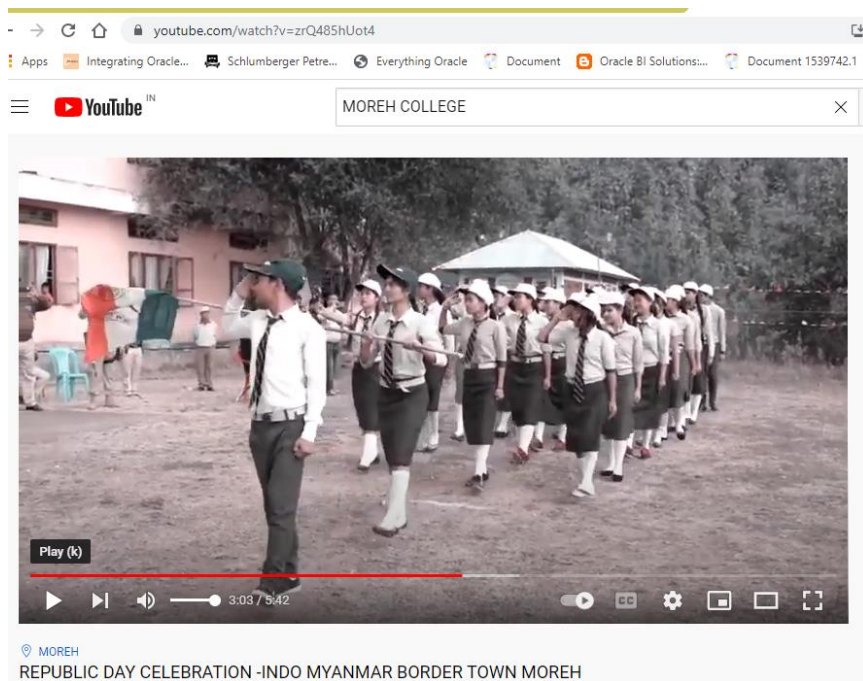 youtube.com/watch?v=zrQ485hUot4
Apps Integrating Oracle... Schlumberger Petre... Everything Oracle Document Oracle BI Solutions:... Document 1539742.1
YouTube IN
MOREH COLLEGE
Play (k)
3:03 / 5:42
CC
MOREH
REPUBLIC DAY CELEBRATION -INDO MYANMAR BORDER TOWN MOREH